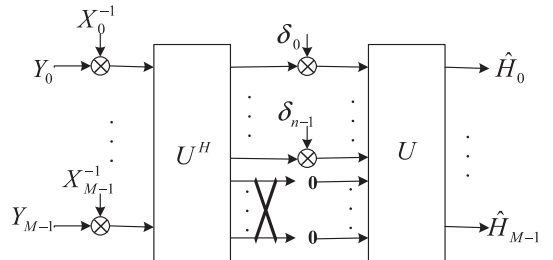 X_0^{-1}
Y_0
δ_0
Ĥ_0
U^H
δ_{n-1}
U
X_{M-1}^{-1}
0
Y_{M-1}
0
Ĥ_{M-1}